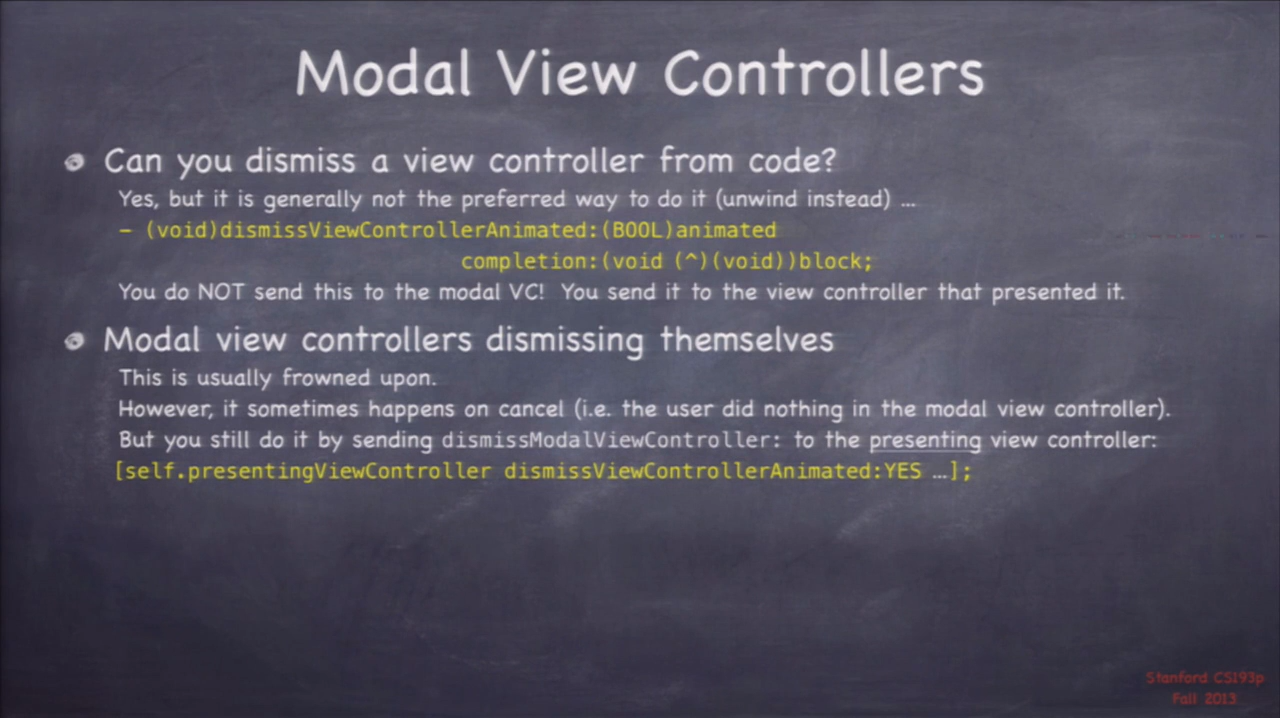 Modal View Controllers
Can you dismiss a view controller from code?
Yes, but it is generally not the preferred way to do it (unwind instead) …
- (void)dismissViewControllerAnimated:(BOOL)animated
completion:(void (^)(void))block;
You do NOT send this to the modal VC! You send it to the view controller that presented it.
Modal view controllers dismissing themselves
This is usually frowned upon.
However, it sometimes happens on cancel (i.e. the user did nothing in the modal view controller).
But you still do it by sending dismissModalViewController: to the presenting view controller:
[self.presentingViewController dismissViewControllerAnimated:YES …];
Stanford CS193p
Fall 2013